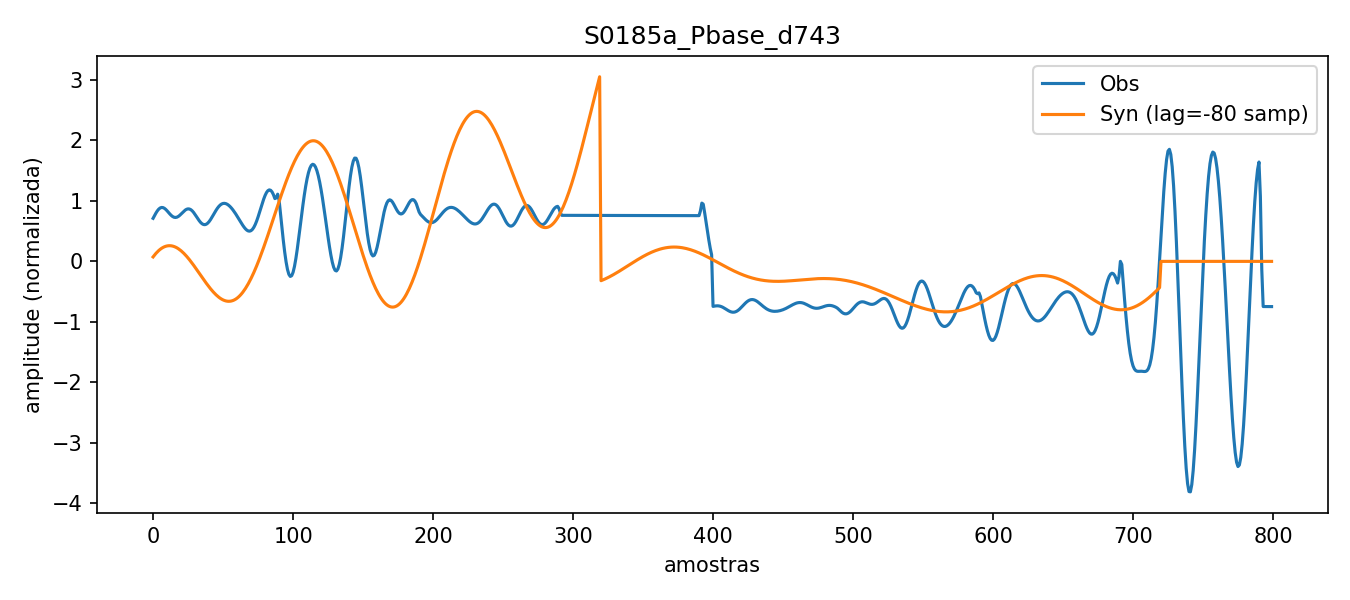 S0185a_Pbase_d743
Obs
Syn (lag=-80 samp)
amplitude (normalizada)
3
2
1
0
−1
−2
−3
−4
0 100 200 300 400 500 600 700 800
amostras